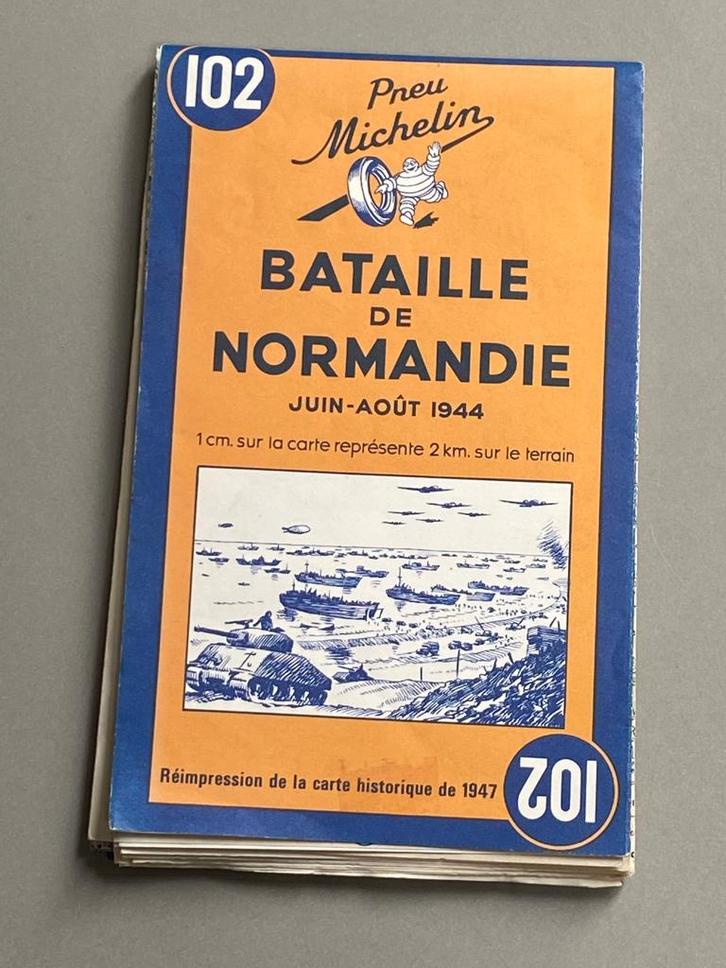 102
Pneu
Michelin
BATAILLE
DE
NORMANDIE
JUIN-AOÛT 1944
1 cm. sur la carte représente 2 km. sur le terrain
Réimpression de la carte historique de 1947
102